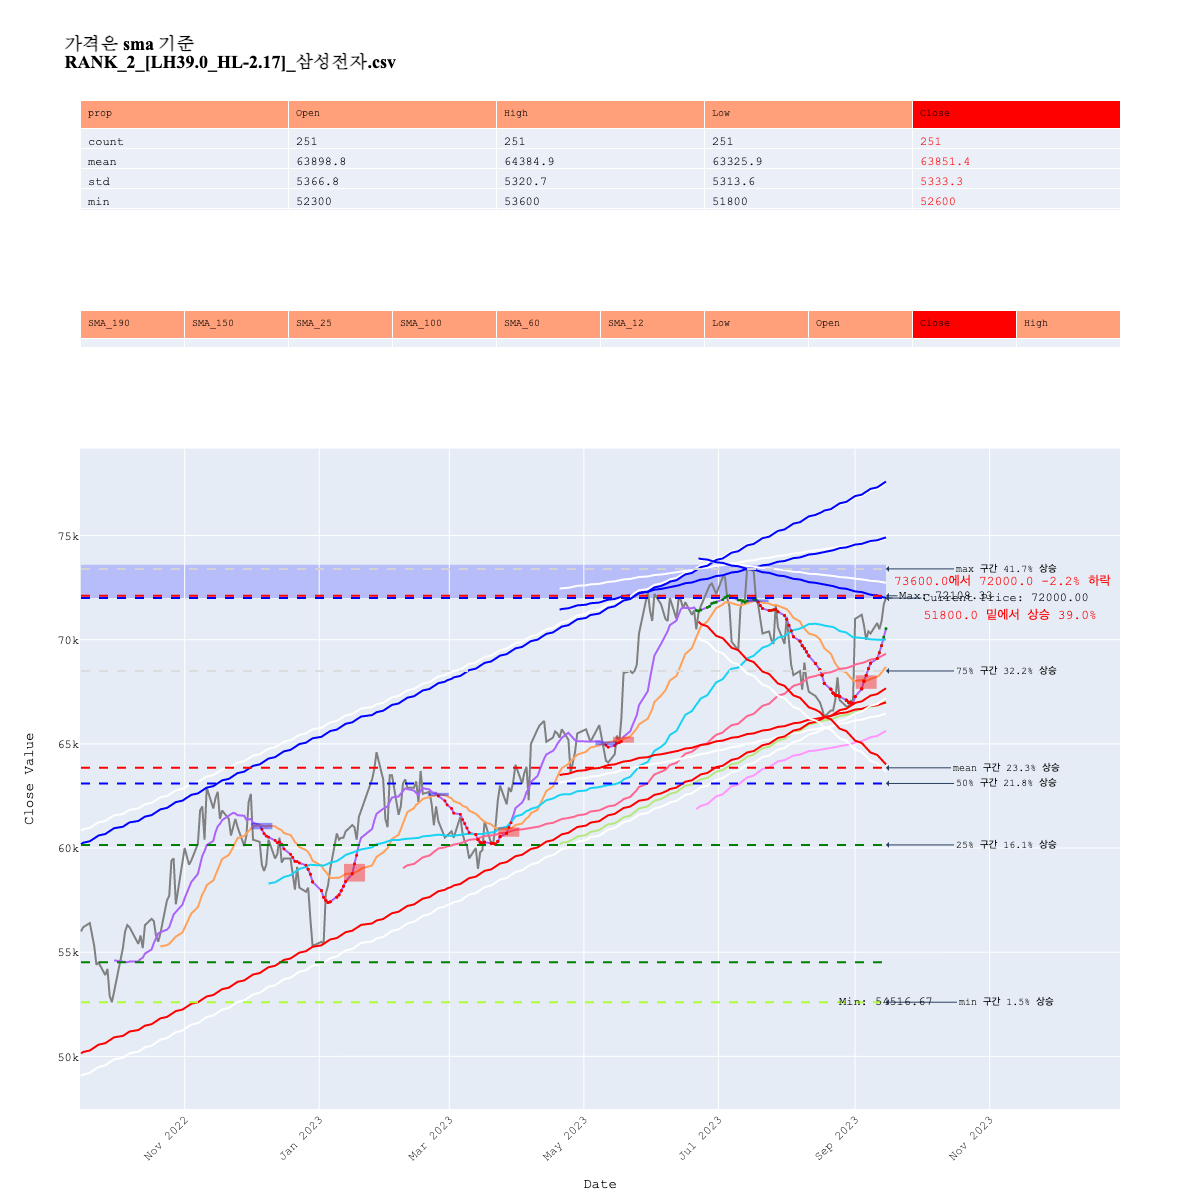 가격은 sma 기준
RANK_2_[LH39.0_HL-2.17]_삼성전자.csv
prop Open High Low Close
count 251 251 251 251
mean 63898.8 64384.9 63325.9 63851.4
std 5366.8 5320.7 5313.6 5333.3
min 52300 53600 51800 52600
SMA_190 SMA_150 SMA_25 SMA_100 SMA_60 SMA_12 Low Open Close High
75k
max 구간 41.7% 상승
73600.0에서 72000.0 -2.2% 하락
Max: 72108.33
Current Price: 72000.00
51800.0 밑에서 상승 39.0%
70k
75% 구간 32.2% 상승
65k
mean 구간 23.3% 상승
50% 구간 21.8% 상승
60k
25% 구간 16.1% 상승
55k
Min: 54516.67
min 구간 1.5% 상승
50k
Close Value
Nov 2022
Jan 2023
Mar 2023
May 2023
Jul 2023
Sep 2023
Nov 2023
Date